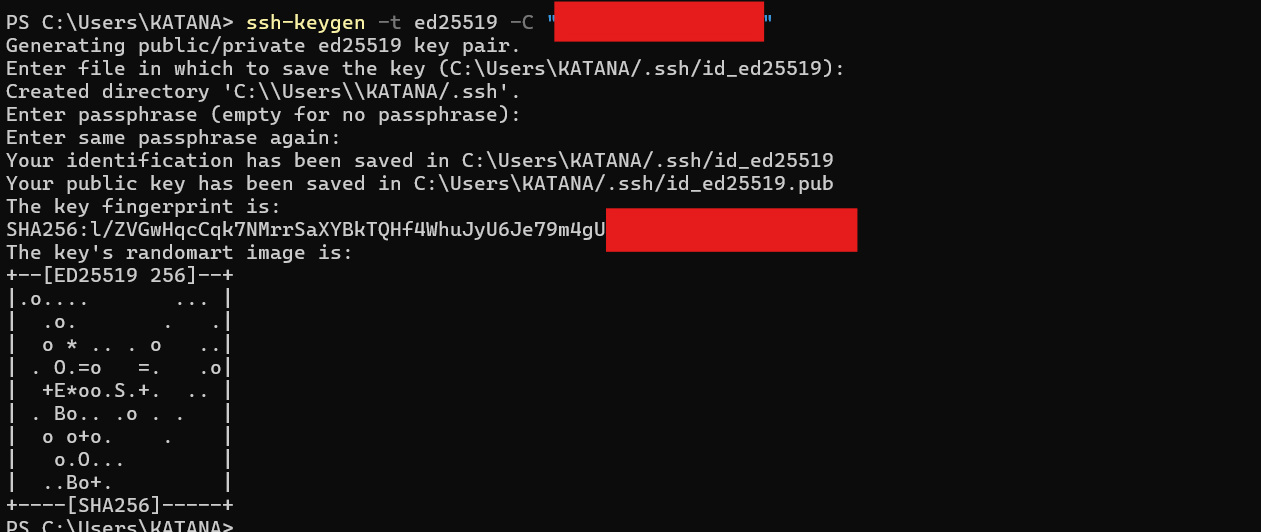 PS C:\Users\KATANA> ssh-keygen -t ed25519 -C " "
Generating public/private ed25519 key pair.
Enter file in which to save the key (C:\Users\KATANA/.ssh/id_ed25519):
Created directory 'C:\\Users\\KATANA/.ssh'.
Enter passphrase (empty for no passphrase):
Enter same passphrase again:
Your identification has been saved in C:\Users\KATANA/.ssh/id_ed25519
Your public key has been saved in C:\Users\KATANA/.ssh/id_ed25519.pub
The key fingerprint is:
SHA256:l/ZVGwHqcCqk7NMrrSaXYBkTQHf4WhuJyU6Je79m4gU
The key's randomart image is:
+--[ED25519 256]--+
|.o....       ... |
|  .o.       .   .|
|  o * .. . o   ..|
| . O.=o   =.   .o|
|  +E*oo.S.+.  .. |
| . Bo.. .o . .   |
|  o o+o.    .    |
|   o.O...        |
|  ..Bo+.         |
+----[SHA256]-----+
PS C:\Users\KATANA>